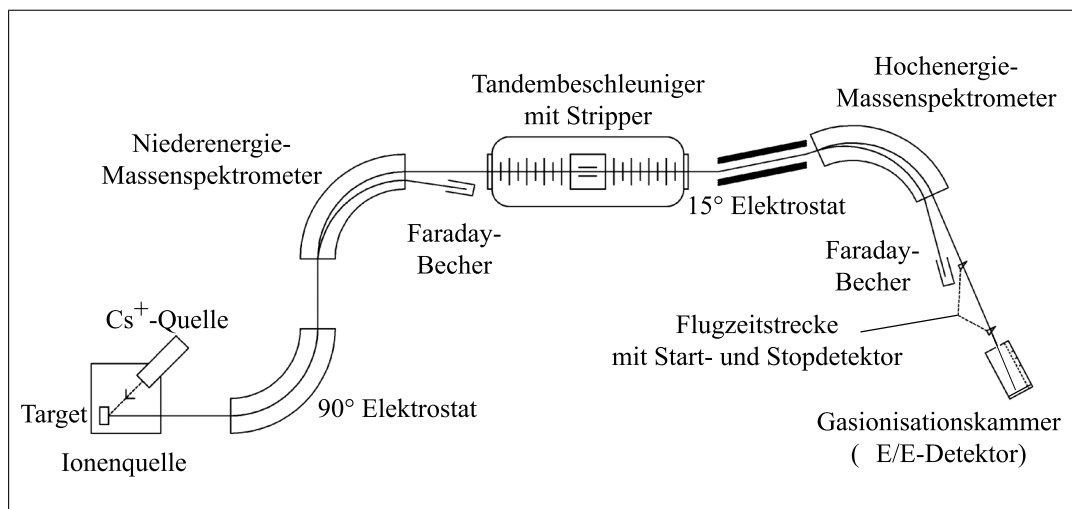 Hochenergie-
Massenspektrometer
Tandembeschleuniger
mit Stripper
Niederenergie-
Massenspektrometer
15° Elektrostat
Faraday-
Becher
Faraday-
Becher
Cs+-Quelle
Flugzeitstrecke
mit Start- und Stopdetektor
Target
90° Elektrostat
Gasionisationskammer
( E/E-Detektor)
Ionenquelle